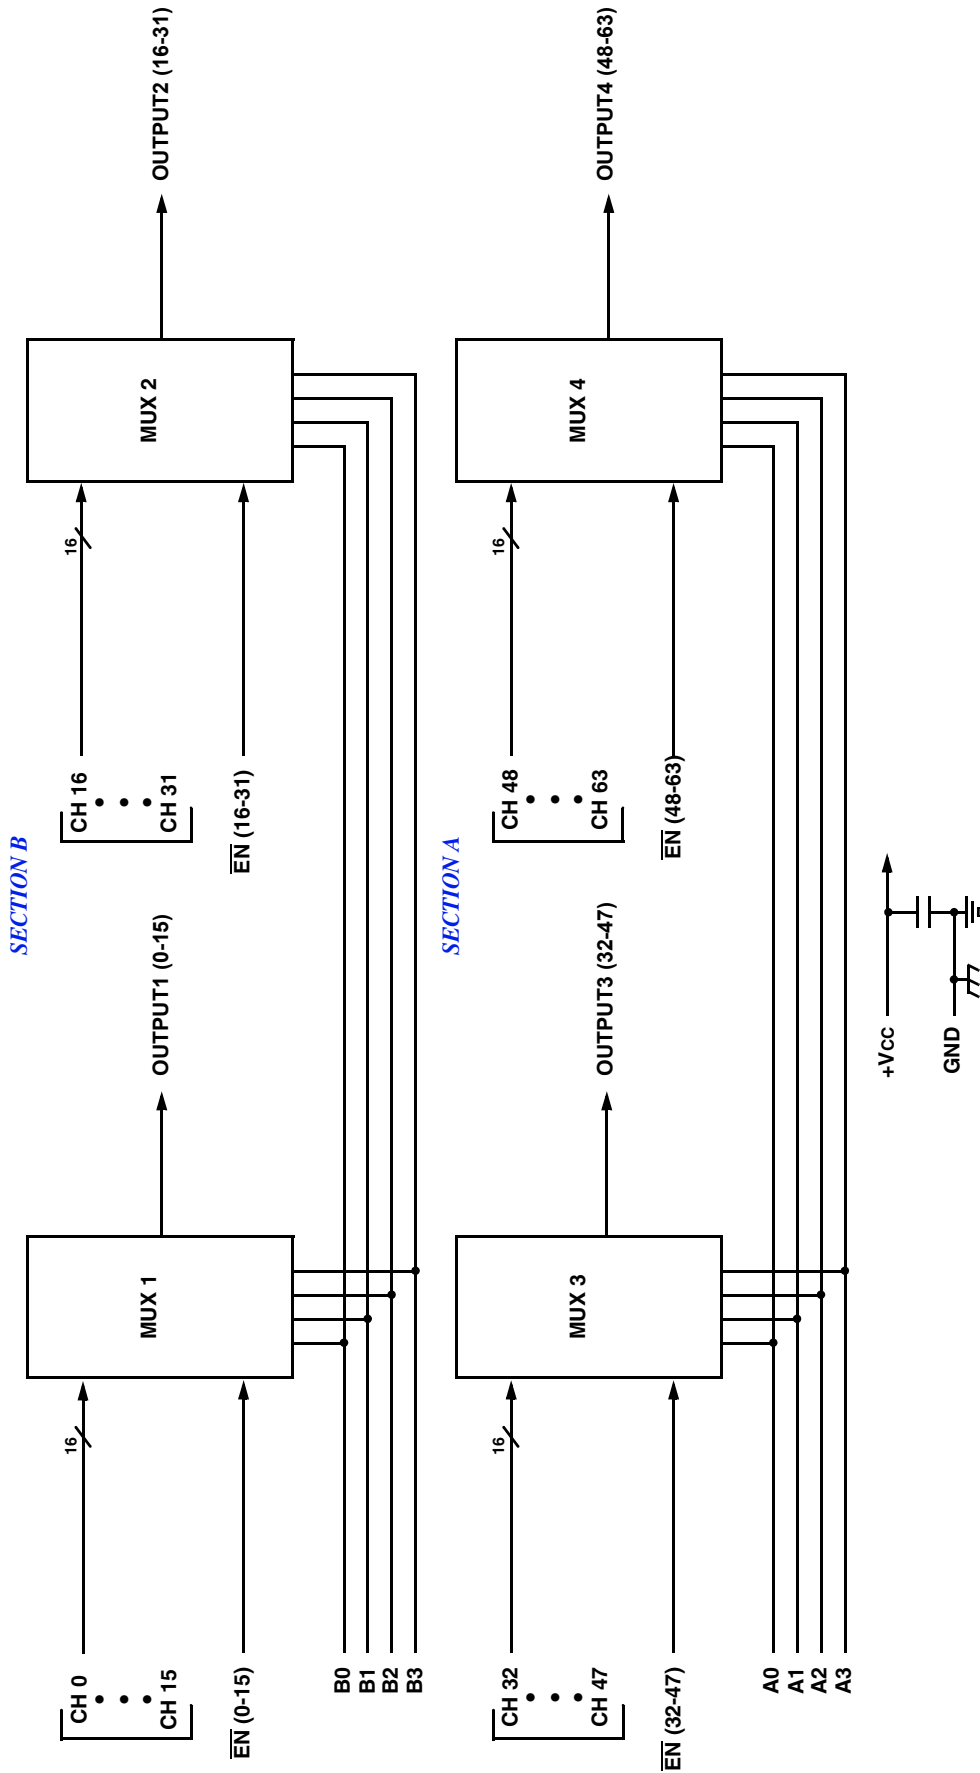 SECTION B
CH 0
CH 15
EN (0-15)
16
MUX 1
OUTPUT1 (0-15)
CH 16
CH 31
EN (16-31)
16
MUX 2
OUTPUT2 (16-31)
B0
B1
B2
B3
SECTION A
CH 32
CH 47
EN (32-47)
16
MUX 3
OUTPUT3 (32-47)
CH 48
CH 63
EN (48-63)
16
MUX 4
OUTPUT4 (48-63)
A0
A1
A2
A3
+VCC
GND